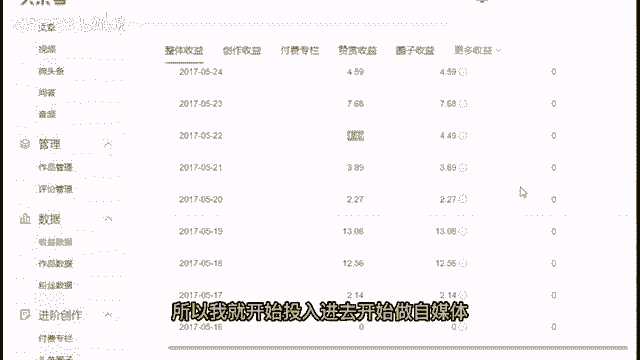 头条号
文章
视频
微头条
问答
音频
管理
作品管理
评论管理
数据
收益数据
作品数据
粉丝数据
进阶创作
付费专栏
头条圈子
整体收益 创作收益 付费专栏 赞赏收益 圈子收益 更多收益
2017-05-24 4.59 4.59 0
2017-05-23 7.68 7.68 0
2017-05-22 4.49 0
2017-05-21 3.89 3.89 0
2017-05-20 2.27 2.27 0
2017-05-19 13.08 13.08 0
2017-05-18 12.56 12.56 0
2017-05-17 2.14 2.14 0
2017-05-16 0 0 0
所以我就开始投入进去开始做自媒体